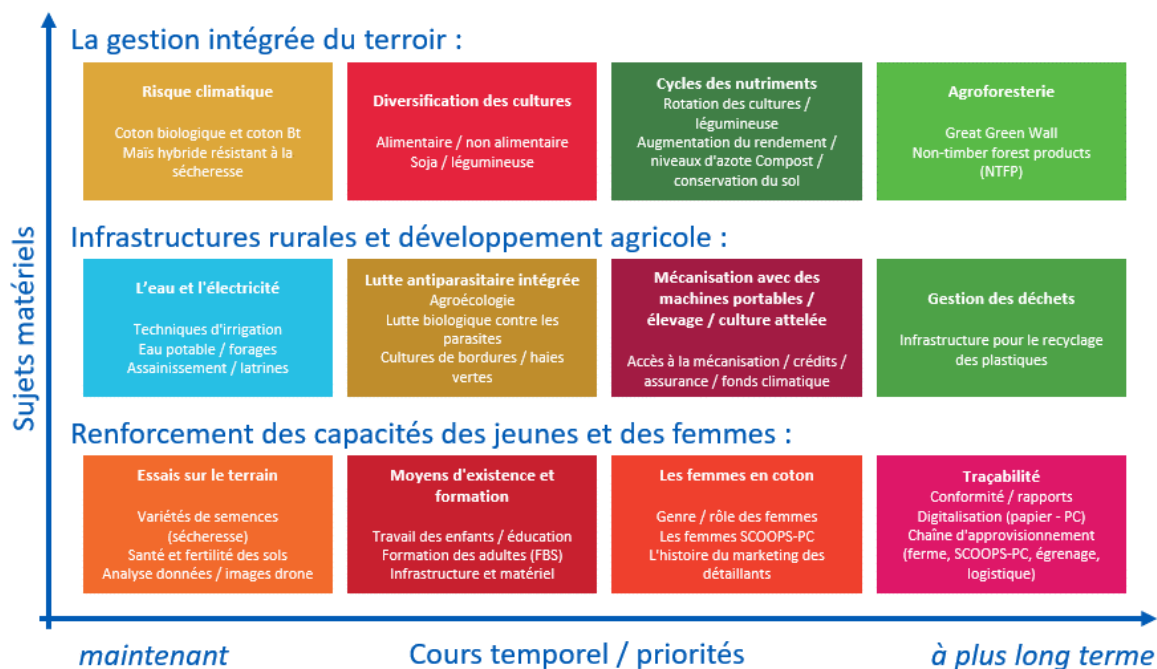 La gestion intégrée du terroir :
Risque climatique
Coton biologique et coton Bt
Maïs hybride résistant à la
sécheresse
Diversification des cultures
Alimentaire / non alimentaire
Soja / légumineuse
Cycles des nutriments
Rotation des cultures /
légumineuse
Augmentation du rendement /
niveaux d'azote Compost /
conservation du sol
Agroforesterie
Great Green Wall
Non-timber forest products
(NTFP)
Sujets matériels
Infrastructures rurales et développement agricole :
L’eau et l'électricité
Techniques d'irrigation
Eau potable / forages
Assainissement / latrines
Lutte antiparasitaire intégrée
Agroécologie
Lutte biologique contre les
parasites
Cultures de bordures / haies
vertes
Mécanisation avec des
machines portables /
élevage / culture attelée
Accès à la mécanisation / crédits /
assurance / fonds climatique
Gestion des déchets
Infrastructure pour le recyclage
des plastiques
Renforcement des capacités des jeunes et des femmes :
Essais sur le terrain
Variétés de semences
(sécheresse)
Santé et fertilité des sols
Analyse données / images drone
Moyens d'existence et
formation
Travail des enfants / éducation
Formation des adultes (FBS)
Infrastructure et matériel
Les femmes en coton
Genre / rôle des femmes
Les femmes SCOOPS-PC
L'histoire du marketing des
détaillants
Traçabilité
Conformité / rapports
Digitalisation (papier - PC)
Chaîne d'approvisionnement
(ferme, SCOOPS-PC, égrenage,
logistique)
maintenant
Cours temporel / priorités
à plus long terme